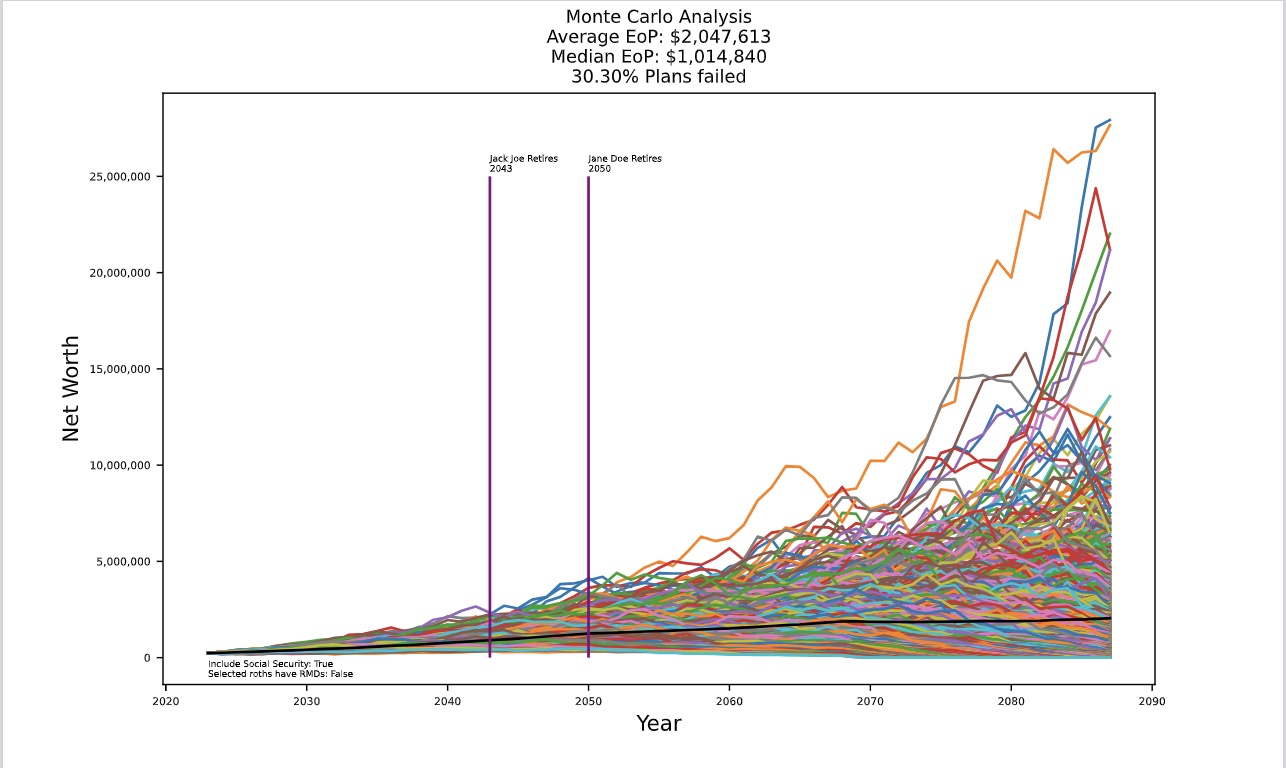 Monte Carlo Analysis
Average EoP: $2,047,613
Median EoP: $1,014,840
30.30% Plans failed
Jack Joe Retires
2043
Jane Doe Retires
2050
25,000,000
20,000,000
15,000,000
10,000,000
5,000,000
0
Net Worth
Include Social Security: True
Selected roths have RMDs: False
2020
2030
2040
2050
2060
2070
2080
2090
Year